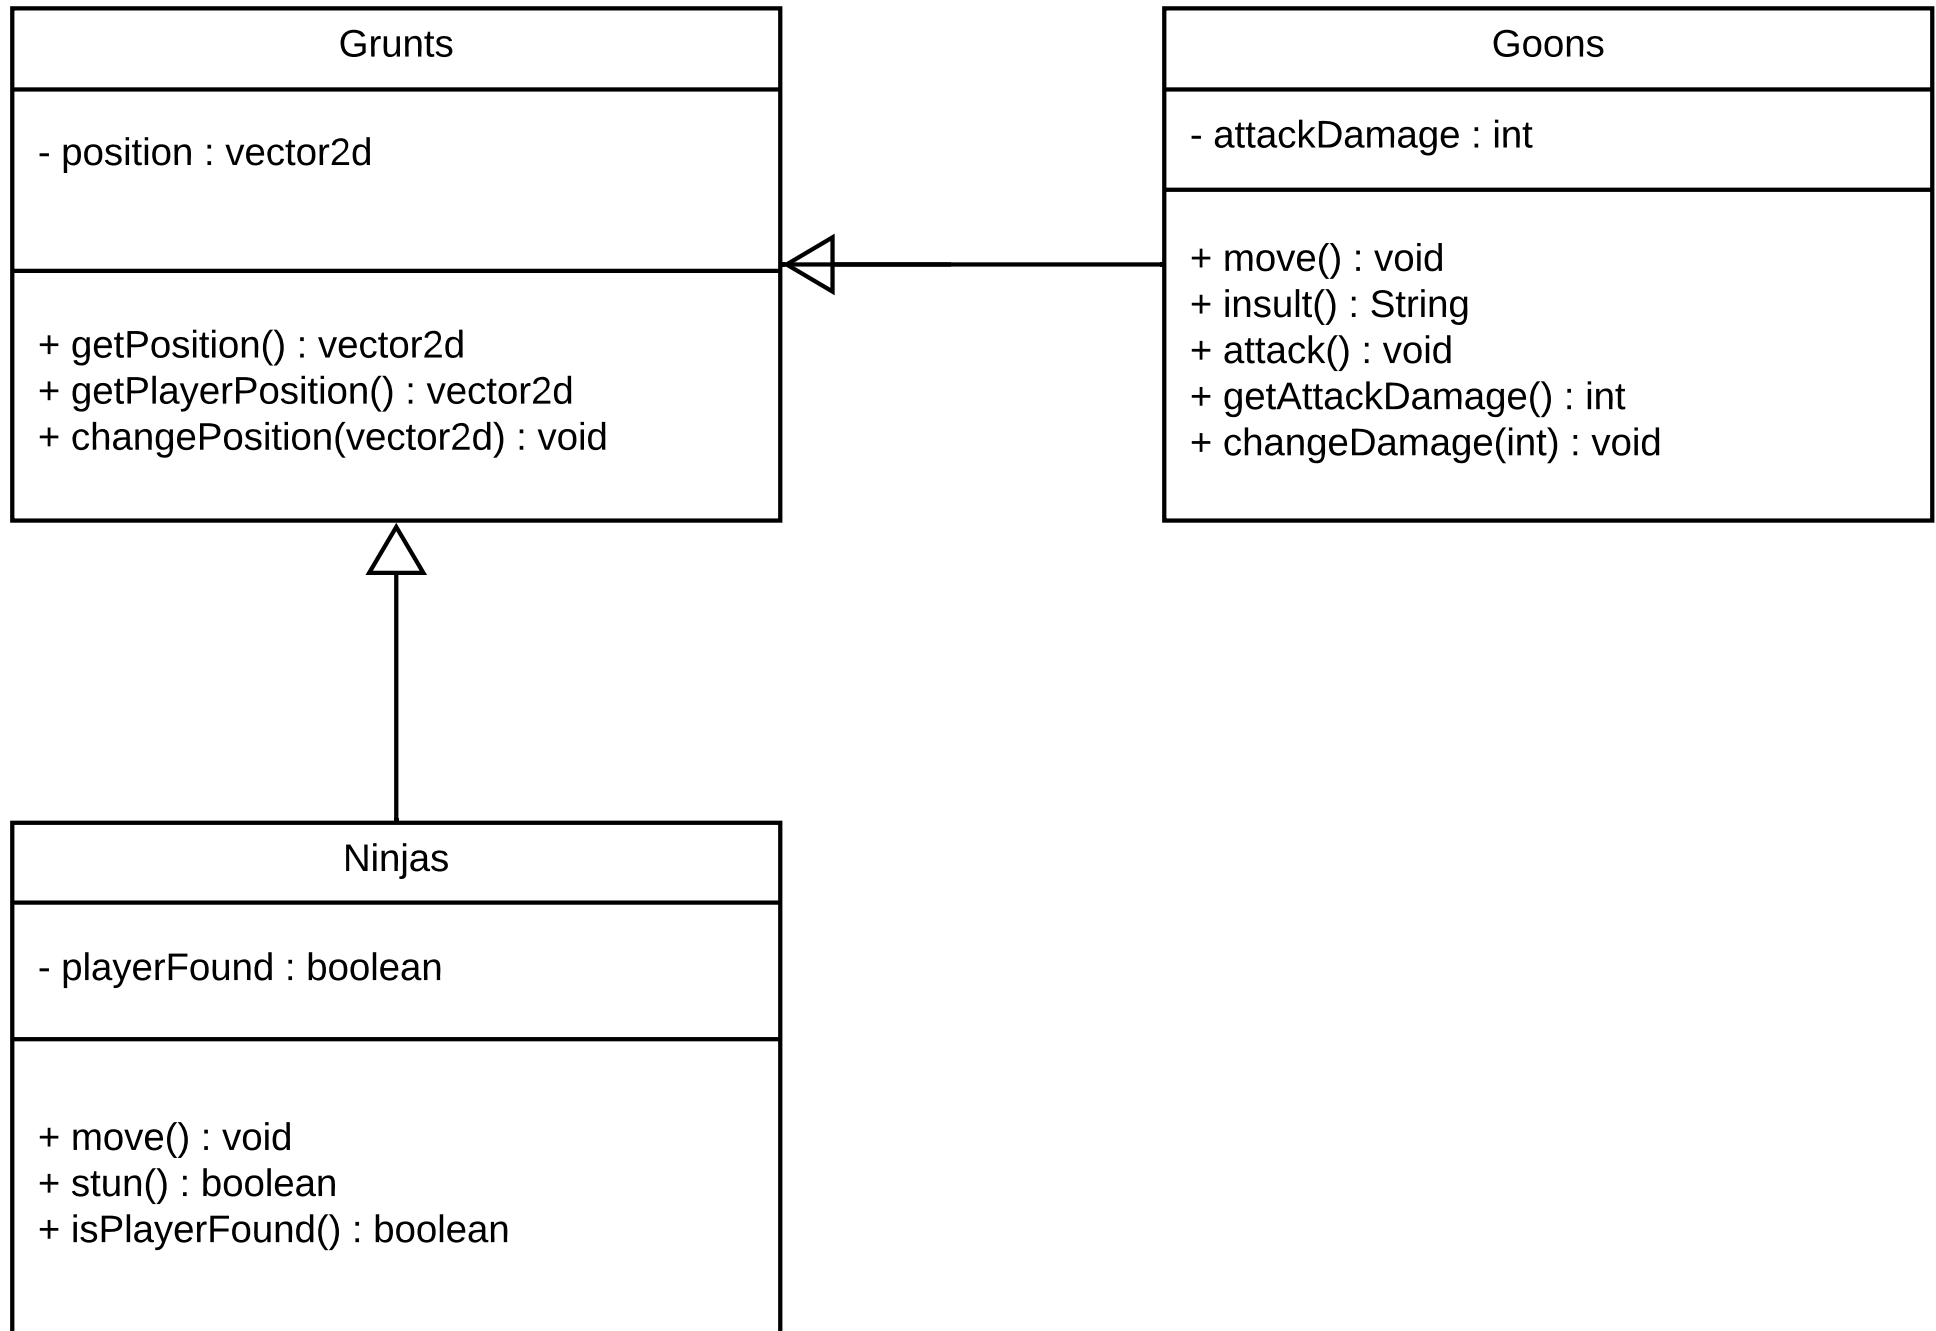 Grunts
- position : vector2d
+ getPosition() : vector2d
+ getPlayerPosition() : vector2d
+ changePosition(vector2d) : void
Goons
- attackDamage : int
+ move() : void
+ insult() : String
+ attack() : void
+ getAttackDamage() : int
+ changeDamage(int) : void
Ninjas
- playerFound : boolean
+ move() : void
+ stun() : boolean
+ isPlayerFound() : boolean